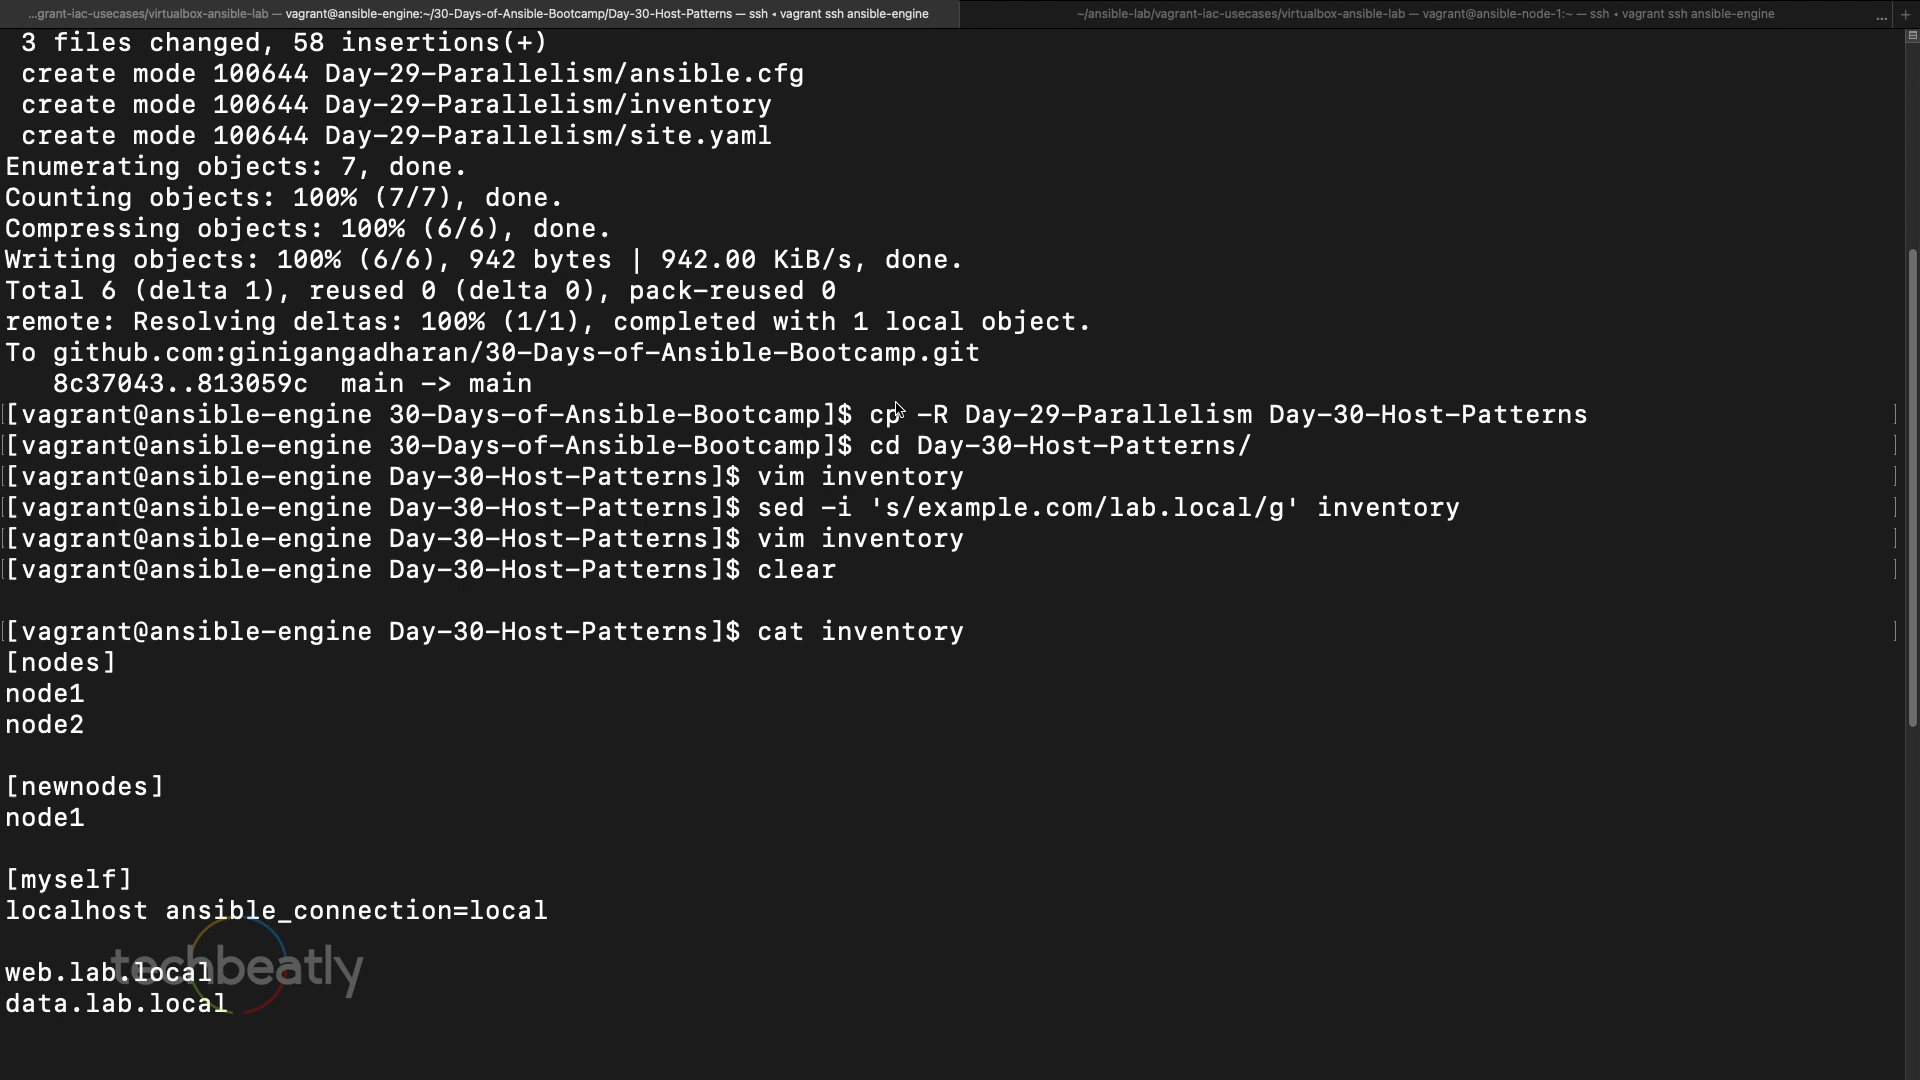 ...grant-iac-usecases/virtualbox-ansible-lab — vagrant@ansible-engine:~/30-Days-of-Ansible-Bootcamp/Day-30-Host-Patterns — ssh ◂ vagrant ssh ansible-engine
~/ansible-lab/vagrant-iac-usecases/virtualbox-ansible-lab — vagrant@ansible-node-1:~ — ssh ◂ vagrant ssh ansible-engine
... +
3 files changed, 58 insertions(+)
create mode 100644 Day-29-Parallelism/ansible.cfg
create mode 100644 Day-29-Parallelism/inventory
create mode 100644 Day-29-Parallelism/site.yaml
Enumerating objects: 7, done.
Counting objects: 100% (7/7), done.
Compressing objects: 100% (6/6), done.
Writing objects: 100% (6/6), 942 bytes | 942.00 KiB/s, done.
Total 6 (delta 1), reused 0 (delta 0), pack-reused 0
remote: Resolving deltas: 100% (1/1), completed with 1 local object.
To github.com:ginigangadharan/30-Days-of-Ansible-Bootcamp.git
8c37043..813059c  main -> main
[vagrant@ansible-engine 30-Days-of-Ansible-Bootcamp]$ cp -R Day-29-Parallelism Day-30-Host-Patterns
[vagrant@ansible-engine 30-Days-of-Ansible-Bootcamp]$ cd Day-30-Host-Patterns/
[vagrant@ansible-engine Day-30-Host-Patterns]$ vim inventory
[vagrant@ansible-engine Day-30-Host-Patterns]$ sed -i 's/example.com/lab.local/g' inventory
[vagrant@ansible-engine Day-30-Host-Patterns]$ vim inventory
[vagrant@ansible-engine Day-30-Host-Patterns]$ clear
[vagrant@ansible-engine Day-30-Host-Patterns]$ cat inventory
[nodes]
node1
node2
[newnodes]
node1
[myself]
localhost ansible_connection=local
techbeatly
web.lab.local
data.lab.local